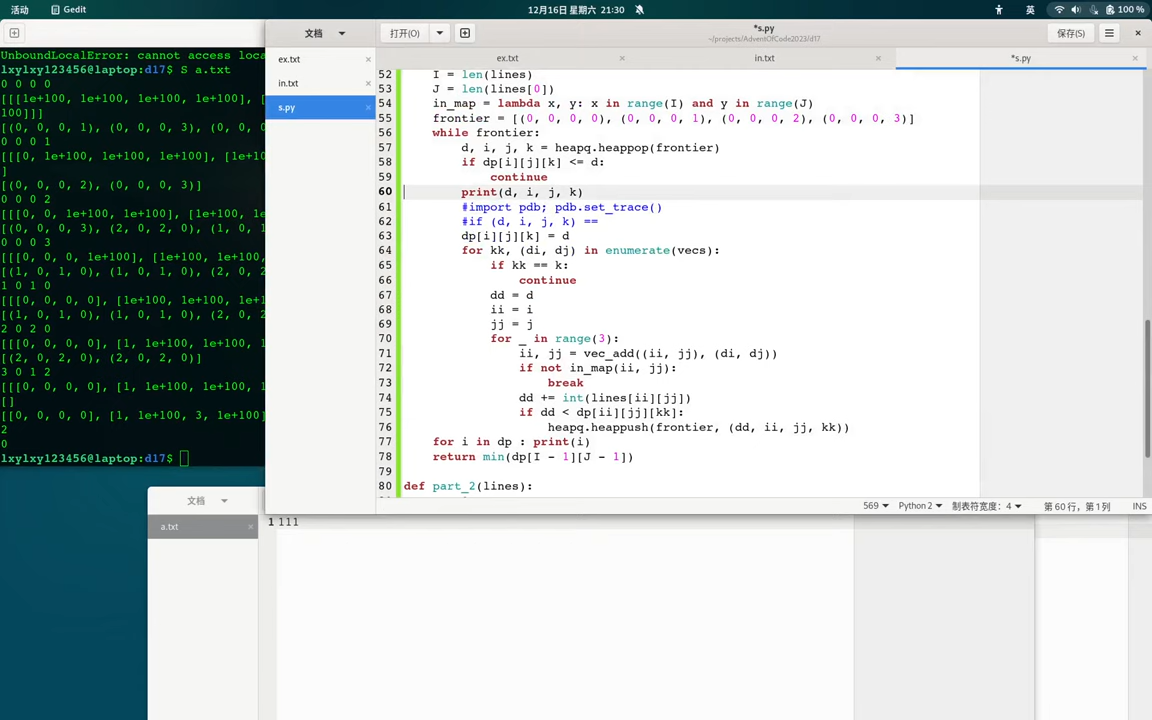 活动 Gedit 12月16日星期六 21:30 英 100 %
文档 打开(O) *s.py 保存(S)
~/projects/AdventOfCode2023/d17
ex.txt in.txt *s.py
ex.txt
in.txt
s.py
UnboundLocalError: cannot access loca
lxylxy123456@laptop:d17$ S a.txt
0 0 0 0
[[[1e+100, 1e+100, 1e+100, 1e+100], [
100]]]
[(0, 0, 0, 1), (0, 0, 0, 3), (0, 0, 0
0 0 0 1
[[[0, 1e+100, 1e+100, 1e+100], [1e+10
]
[(0, 0, 0, 2), (0, 0, 0, 3)]
0 0 0 2
[[[0, 0, 1e+100, 1e+100], [1e+100, 1e
[(0, 0, 0, 3), (2, 0, 2, 0), (1, 0, 1
0 0 0 3
[[[0, 0, 0, 1e+100], [1e+100, 1e+100,
[(1, 0, 1, 0), (1, 0, 1, 0), (2, 0, 2
1 0 1 0
[[[0, 0, 0, 0], [1e+100, 1e+100, 1e+1
[(1, 0, 1, 0), (2, 0, 2, 0), (2, 0, 2
2 0 2 0
[[[0, 0, 0, 0], [1, 1e+100, 1e+100, 1
[(2, 0, 2, 0), (2, 0, 2, 0)]
3 0 1 2
[[[0, 0, 0, 0], [1, 1e+100, 1e+100, 1
[]
[[0, 0, 0, 0], [1, 1e+100, 3, 1e+100]
2
0
lxylxy123456@laptop:d17$
52 I = len(lines)
53 J = len(lines[0])
54 in_map = lambda x, y: x in range(I) and y in range(J)
55 frontier = [(0, 0, 0, 0), (0, 0, 0, 1), (0, 0, 0, 2), (0, 0, 0, 3)]
56 while frontier:
57 d, i, j, k = heapq.heappop(frontier)
58 if dp[i][j][k] <= d:
59 continue
60 print(d, i, j, k)
61 #import pdb; pdb.set_trace()
62 #if (d, i, j, k) ==
63 dp[i][j][k] = d
64 for kk, (di, dj) in enumerate(vecs):
65 if kk == k:
66 continue
67 dd = d
68 ii = i
69 jj = j
70 for _ in range(3):
71 ii, jj = vec_add((ii, jj), (di, dj))
72 if not in_map(ii, jj):
73 break
74 dd += int(lines[ii][jj])
75 if dd < dp[ii][jj][kk]:
76 heapq.heappush(frontier, (dd, ii, jj, kk))
77 for i in dp : print(i)
78 return min(dp[I - 1][J - 1])
79
80 def part_2(lines):
569 Python 2 制表符宽度：4 第 60 行，第 1 列 INS
文档
a.txt
1 111